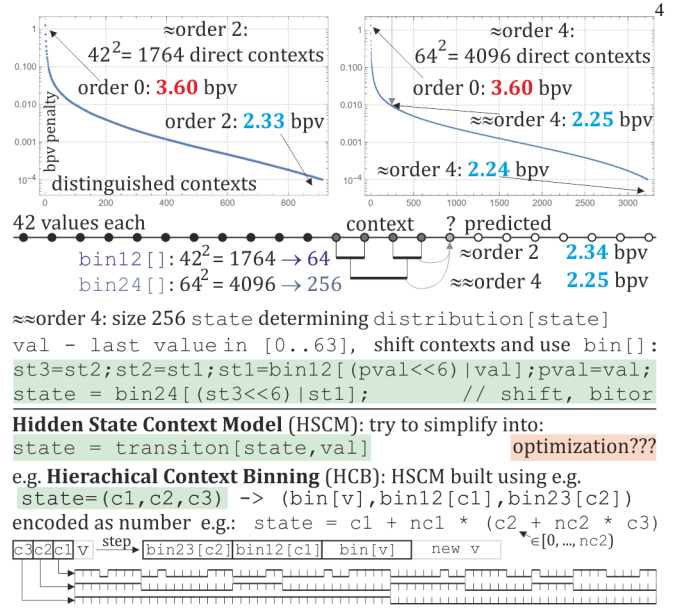 4
≈order 2:
42²= 1764 direct contexts
order 0: 3.60 bpv
order 2: 2.33 bpv
bpv penalty
distinguished contexts
1
0.100
0.010
0.001
10⁻⁴
0 200 400 600 800
≈order 4:
64²= 4096 direct contexts
order 0: 3.60 bpv
≈≈order 4: 2.25 bpv
≈order 4: 2.24 bpv
1
0.100
0.010
0.001
10⁻⁴
0 500 1000 1500 2000 2500 3000
42 values each context ? predicted
bin12[]: 42² = 1764 → 64 ≈order 2 2.34 bpv
bin24[]: 64² = 4096 → 256 ≈≈order 4 2.25 bpv
≈≈order 4: size 256 state determining distribution[state]
val - last value in [0..63], shift contexts and use bin[]:
st3=st2;st2=st1;st1=bin12[(pval<<6)|val];pval=val;
state = bin24[(st3<<6)|st1]; // shift, bitor
Hidden State Context Model (HSCM): try to simplify into:
state = transiton[state,val] optimization???
e.g. Hierachical Context Binning (HCB): HSCM built using e.g.
state=(c1,c2,c3) -> (bin[v],bin12[c1],bin23[c2])
encoded as number e.g.: state = c1 + nc1 * (c2 + nc2 * c3)
∈[0, ..., nc2)
c3 c2 c1 v step bin23[c2] bin12[c1] bin[v] new v